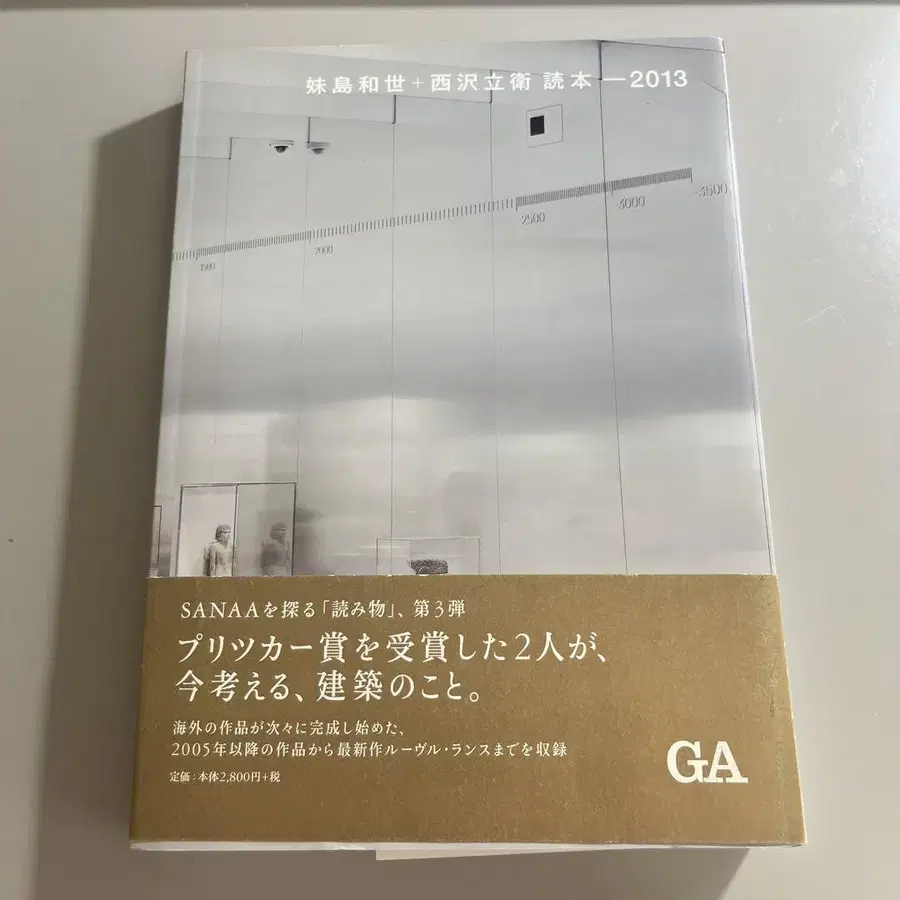 妹島和世+西沢立衛 読本―2013
1500
2000
2500
3000
3500
SANAAを探る「読み物」、第3弾
プリツカー賞を受賞した2人が、
今考える、建築のこと。
海外の作品が次々に完成し始めた、
2005年以降の作品から最新作ルーヴル・ランスまでを収録
定価:本体2,800円+税
GA